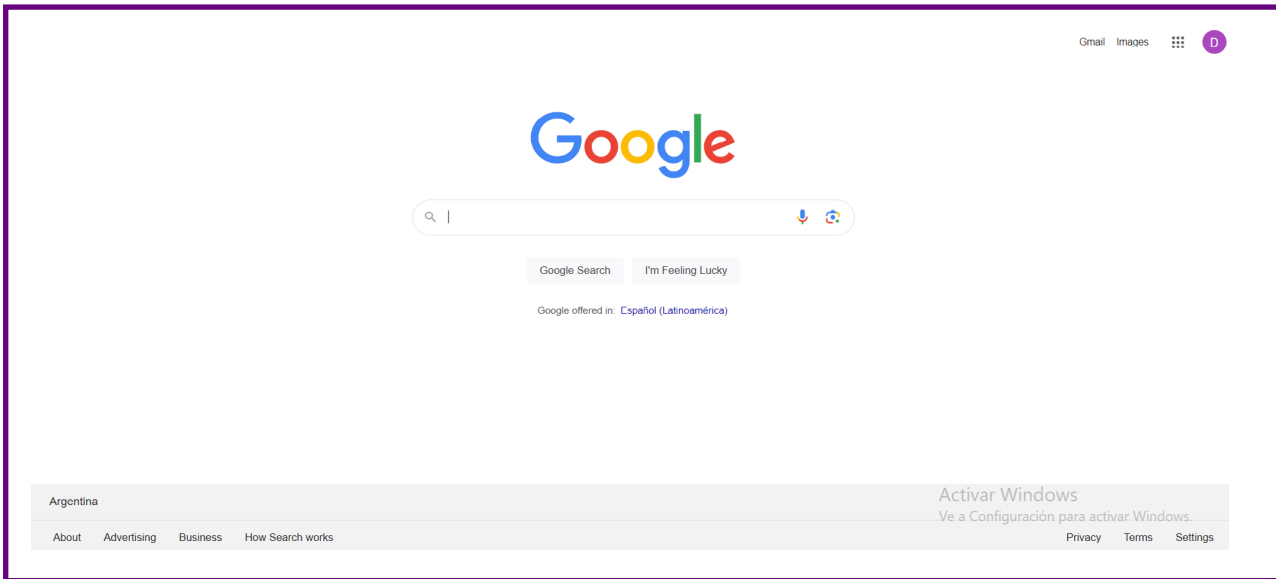 Gmail Images
D
Google
Google Search I'm Feeling Lucky
Google offered in: Español (Latinoamérica)
Argentina
Activar Windows
Ve a Configuración para activar Windows.
About Advertising Business How Search works Privacy Terms Settings